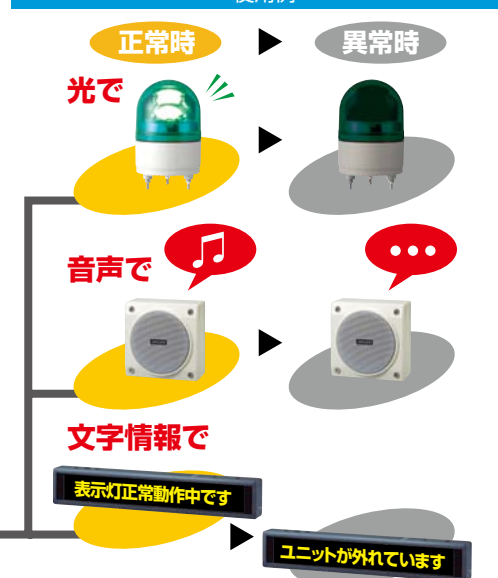 正常時
異常時
光で
音声で
文字情報で
表示灯正常動作中です
ユニットが外れています